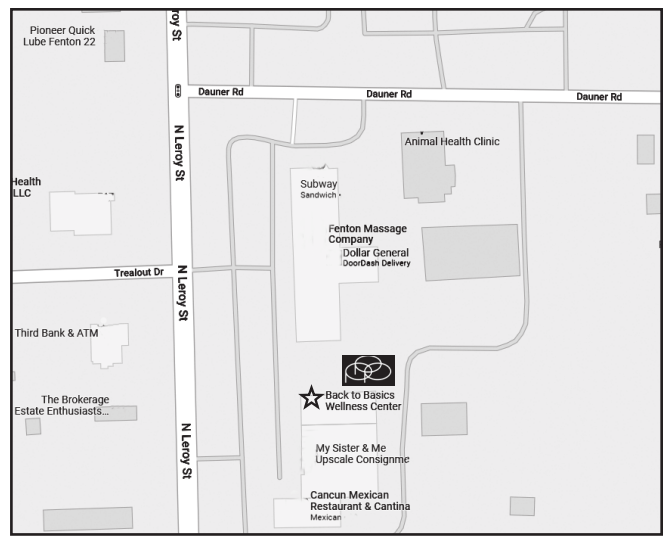 roy St
Pioneer Quick
Lube Fenton 22
Dauner Rd
Dauner Rd
Dauner Rd
N Leroy St
Animal Health Clinic
Health
LLC
Subway
Sandwich
Fenton Massage
Company
Dollar General
DoorDash Delivery
Trealout Dr
N Leroy St
Third Bank & ATM
Back to Basics
Wellness Center
The Brokerage
Estate Enthusiasts...
N Leroy St
My Sister & Me
Upscale Consignme
Cancun Mexican
Restaurant & Cantina
Mexican